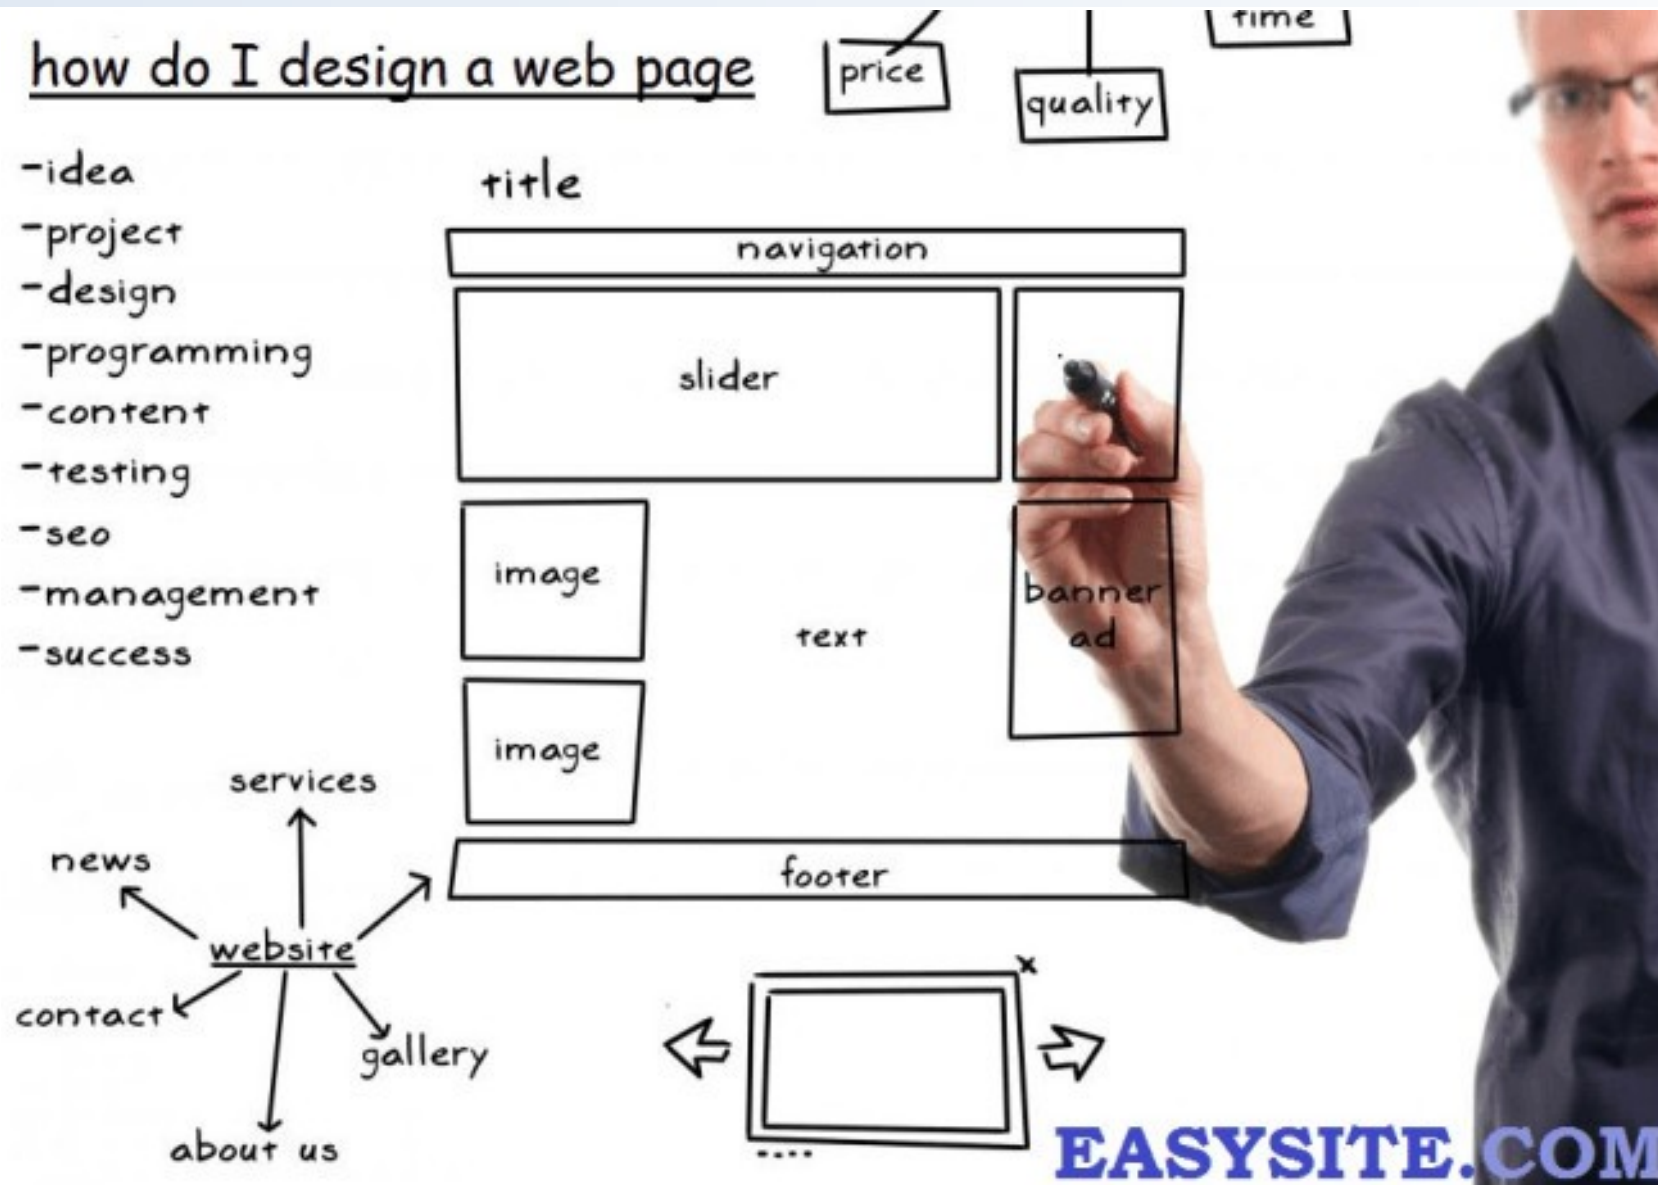 time
how do I design a web page
price
quality
-idea
-project
-design
-programming
-content
-testing
-seo
-management
-success
title
navigation
slider
image
text
banner
ad
image
footer
services
news
website
contact
gallery
about us
x
EASYSITE.COM